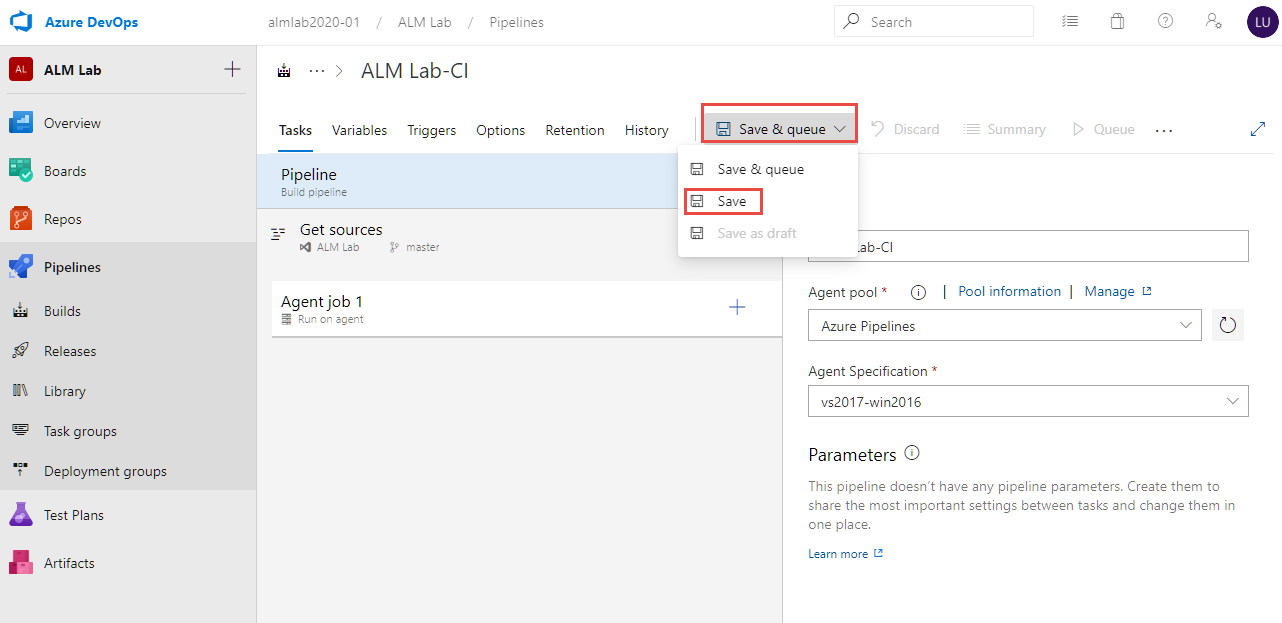 Azure DevOps
almlab2020-01 / ALM Lab / Pipelines
Search
LU
AL ALM Lab
Overview
Boards
Repos
Pipelines
Builds
Releases
Library
Task groups
Deployment groups
Test Plans
Artifacts
... > ALM Lab-CI
Tasks Variables Triggers Options Retention History
Save & queue Discard Summary Queue ...
Save & queue
Save
Save as draft
Pipeline
Build pipeline
Get sources
ALM Lab master
Agent job 1
Run on agent
ab-CI
Agent pool * | Pool information | Manage
Azure Pipelines
Agent Specification *
vs2017-win2016
Parameters
This pipeline doesn't have any pipeline parameters. Create them to
share the most important settings between tasks and change them in
one place.
Learn more